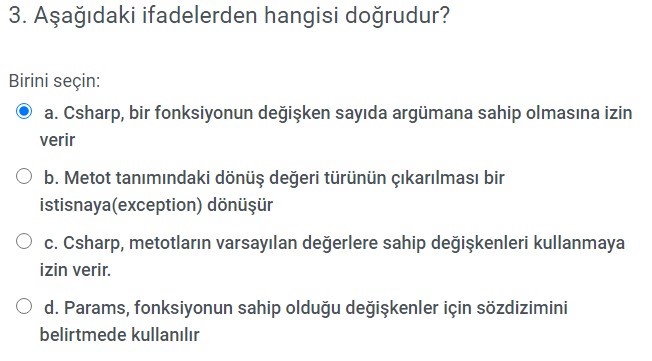 3. Aşağıdaki ifadelerden hangisi doğrudur?
Birini seçin:
a. Csharp, bir fonksiyonun değişken sayıda argümana sahip olmasına izin
verir
b. Metot tanımındaki dönüş değeri türünün çıkarılması bir
istisnaya(exception) dönüşür
c. Csharp, metotların varsayılan değerlere sahip değişkenleri kullanmaya
izin verir.
d. Params, fonksiyonun sahip olduğu değişkenler için sözdizimini
belirtmede kullanılır